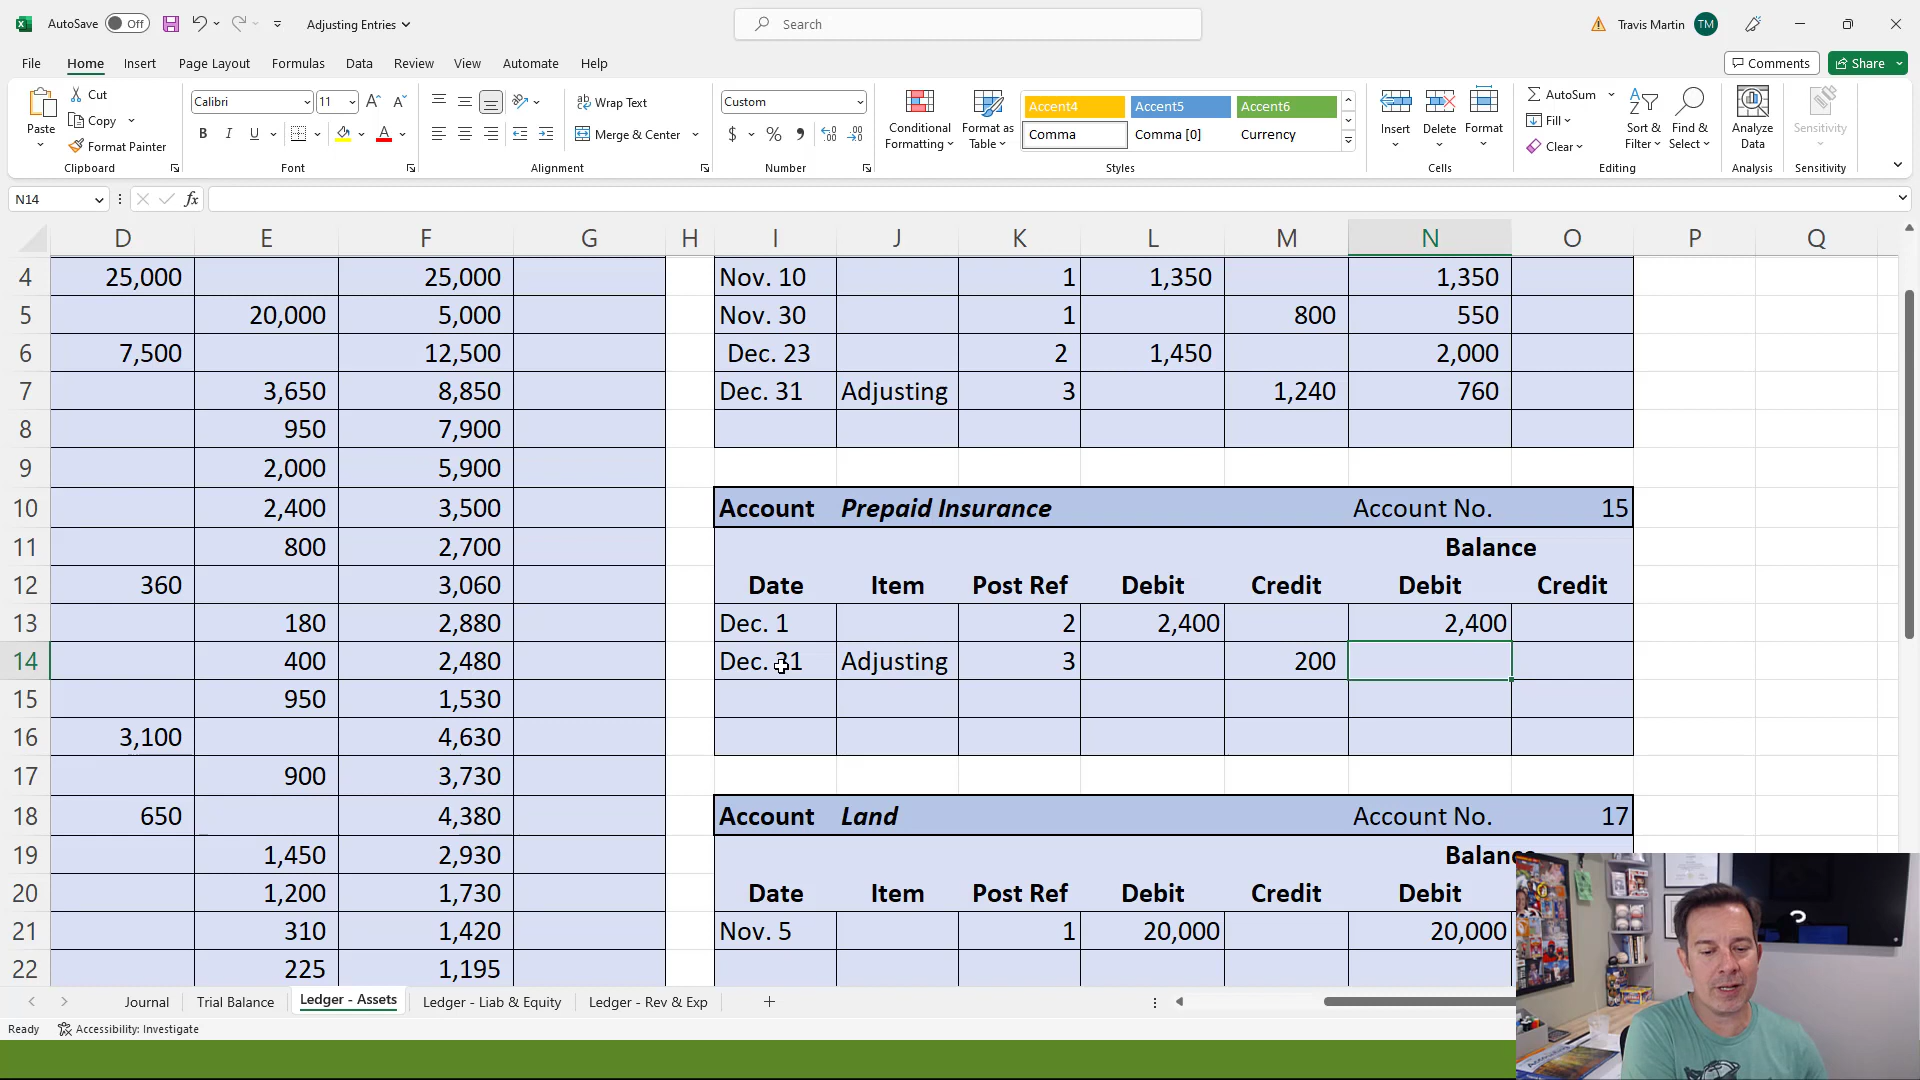 AutoSave Off Adjusting Entries Search Travis Martin TM
File Home Insert Page Layout Formulas Data Review View Automate Help Comments Share
Paste Cut Copy Format Painter Clipboard
Calibri 11 B I U A Font
Wrap Text Merge & Center Alignment
Custom $ % , Number
Conditional Formatting Format as Table Accent4 Accent5 Accent6 Comma Comma [0] Currency Styles
Insert Delete Format Cells
AutoSum Fill Clear Sort & Filter Find & Select Editing
Analyze Data Analysis Sensitivity Sensitivity
N14 fx
D E F G H I J K L M N O P Q
4 25,000 25,000 Nov. 10 1 1,350 1,350
5 20,000 5,000 Nov. 30 1 800 550
6 7,500 12,500 Dec. 23 2 1,450 2,000
7 3,650 8,850 Dec. 31 Adjusting 3 1,240 760
8 950 7,900
9 2,000 5,900
10 2,400 3,500 Account Prepaid Insurance Account No. 15
11 800 2,700 Balance
12 360 3,060 Date Item Post Ref Debit Credit Debit Credit
13 180 2,880 Dec. 1 2 2,400 2,400
14 400 2,480 Dec. 31 Adjusting 3 200
15 950 1,530
16 3,100 4,630
17 900 3,730
18 650 4,380 Account Land Account No. 17
19 1,450 2,930
20 1,200 1,730 Date Item Post Ref Debit Credit Debit
21 310 1,420 Nov. 5 1 20,000 20,000
22 225 1,195
Journal Trial Balance Ledger - Assets Ledger - Liab & Equity Ledger - Rev & Exp
Ready Accessibility: Investigate